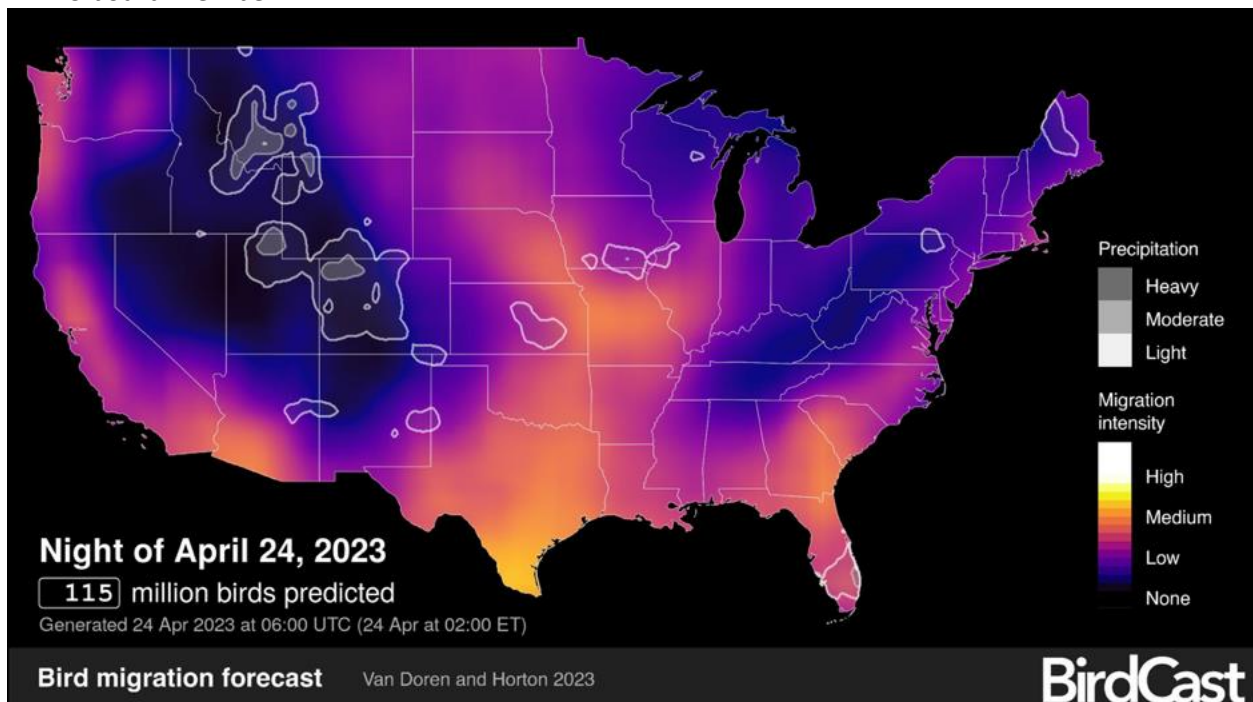 Precipitation
Heavy
Moderate
Light
Migration
intensity
High
Medium
Low
None
Night of April 24, 2023
115 million birds predicted
Generated 24 Apr 2023 at 06:00 UTC (24 Apr at 02:00 ET)
Bird migration forecast Van Doren and Horton 2023
BirdCast